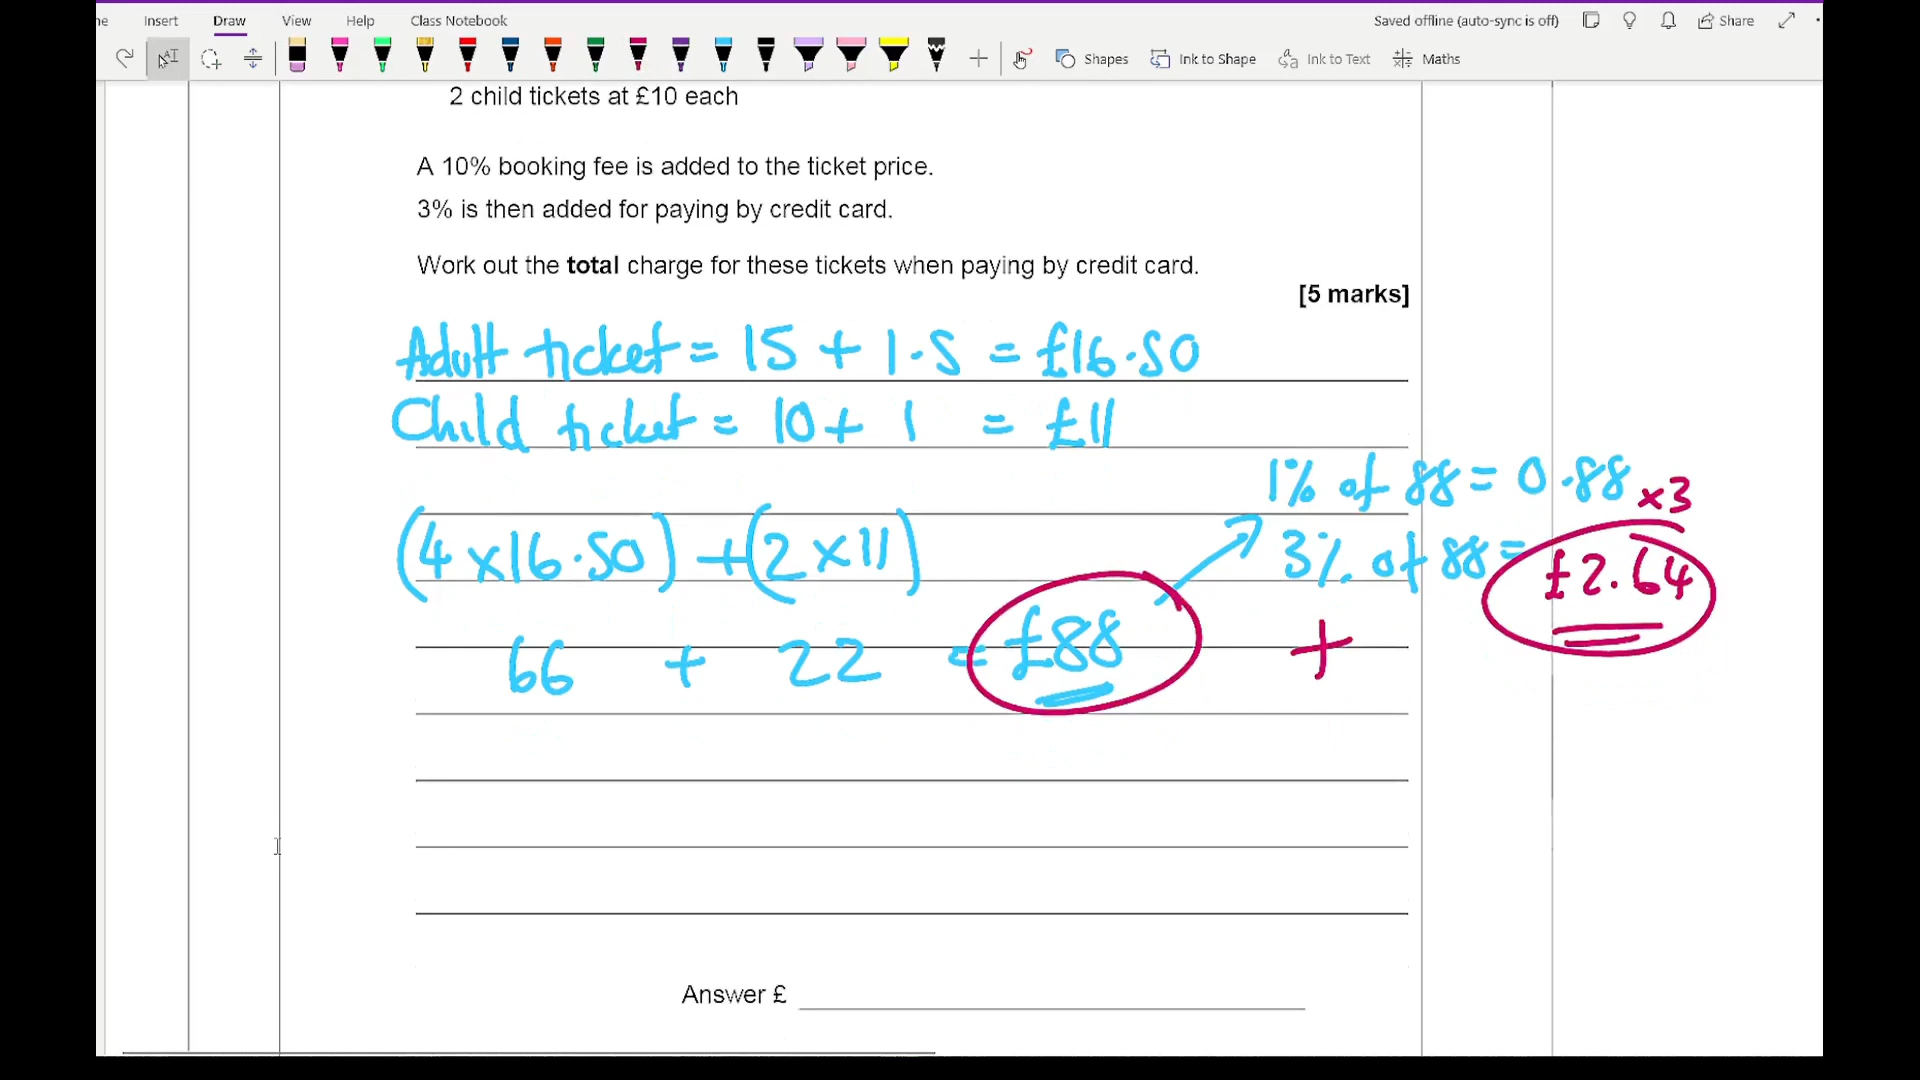 Insert Draw View Help Class Notebook Saved offline (auto-sync is off) Share
Shapes Ink to Shape Ink to Text Maths
2 child tickets at £10 each
A 10% booking fee is added to the ticket price.
3% is then added for paying by credit card.
Work out the total charge for these tickets when paying by credit card.
[5 marks]
Adult ticket = 15 + 1.5 = £16.50
Child ticket = 10 + 1 = £11
1% of 88 = 0.88 ×3
(4 × 16.50) + (2 × 11)
3% of 88 = £2.64
66 + 22 = £88 +
Answer £